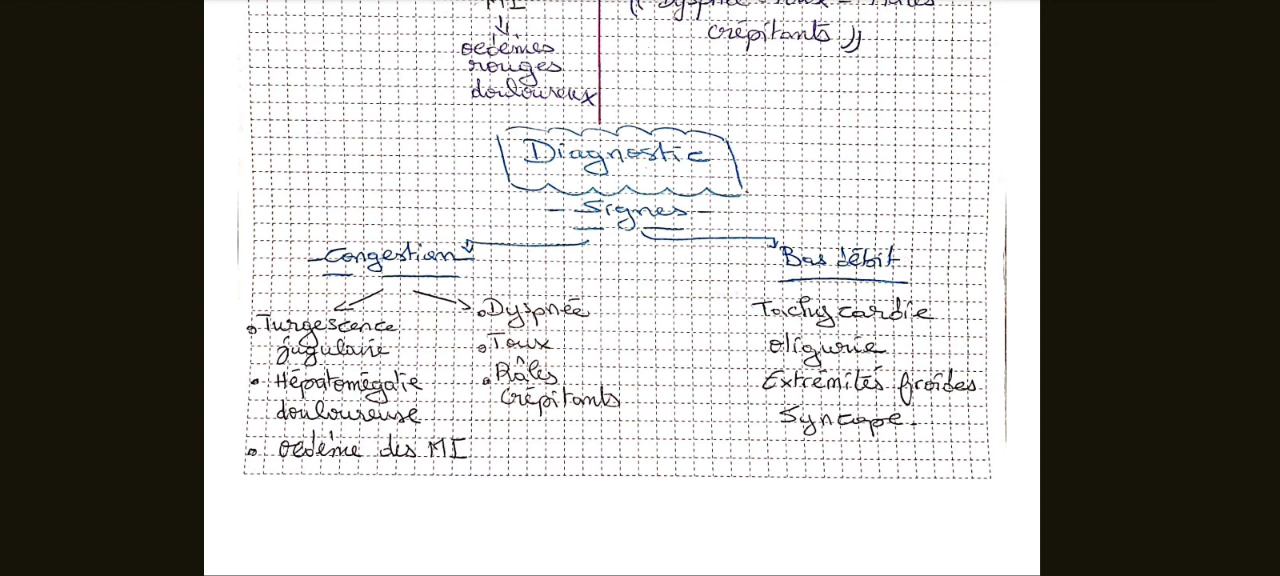 MI
oedèmes
rouges
douloureux
crépitants ))
Diagnostic
- Signes -
- Congestion -
• Turgescence
jugulaire
• Hépatomégalie
douloureuse
• oedème des MI
• Dyspnée
• Toux
• Râles
crépitants
Bas débit
Tachycardie
oligurie
Extrémités froides
Syncope.